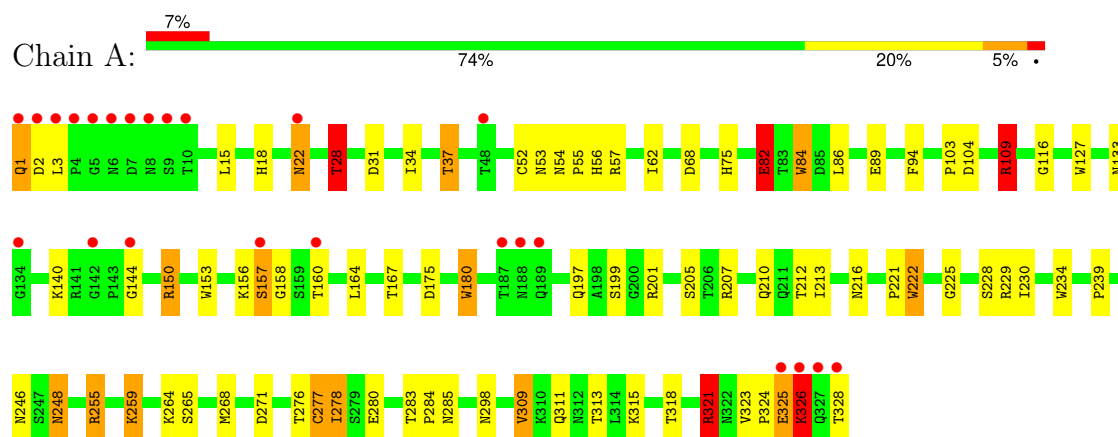 7%
Chain A:
74% 20% 5% •
Q1 D2 L3 P4 G5 N6 D7 N8 S9 T10 L15 H18 N22 T28 D31 I34 T37 T48 C52 N53 N54 P55 H56 R57 I62 D68 H75 E82 T83 W84 D85 L86 E89 F94 P103 D104 R109 G116 W127 N133
G134 K140 R141 G142 P143 G144 R150 W153 K156 S157 G158 S159 T160 L164 T167 D175 W180 T187 N188 Q189 Q197 A198 S199 G200 R201 S205 T206 R207 Q210 Q211 T212 I213 N216 P221 W222 G225 S228 R229 I230 W234 P239
N246 S247 N248 R255 K259 K264 S265 M268 D271 T276 C277 I278 S279 E280 T283 P284 N285 N298 V309 K310 Q311 N312 T313 L314 K315 T318 R321 N322 V323 P324 E325 K326 Q327 T328